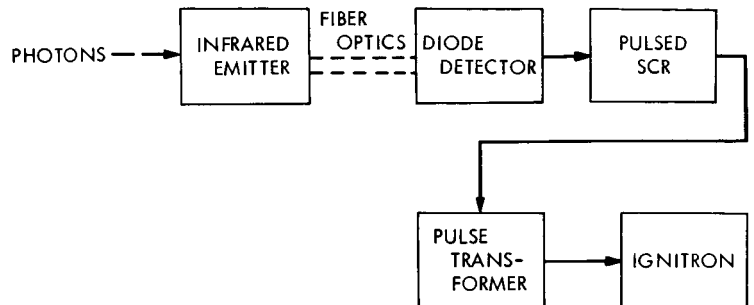 PHOTONS
INFRARED
EMITTER
FIBER
OPTICS
DIODE
DETECTOR
PULSED
SCR
PULSE
TRANS-
FORMER
IGNITRON